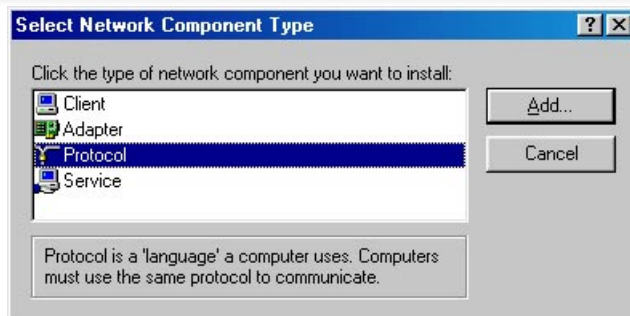 Select Network Component Type
Click the type of network component you want to install:
Client
Adapter
Protocol
Service
Add...
Cancel
Protocol is a 'language' a computer uses. Computers
must use the same protocol to communicate.